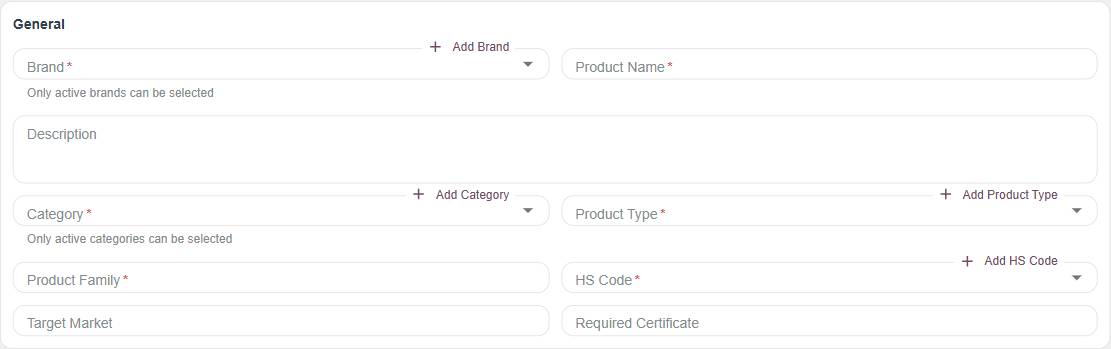 General
+ Add Brand
Brand *
Product Name *
Only active brands can be selected
Description
+ Add Category
+ Add Product Type
Category *
Product Type *
Only active categories can be selected
+ Add HS Code
Product Family *
HS Code *
Target Market
Required Certificate